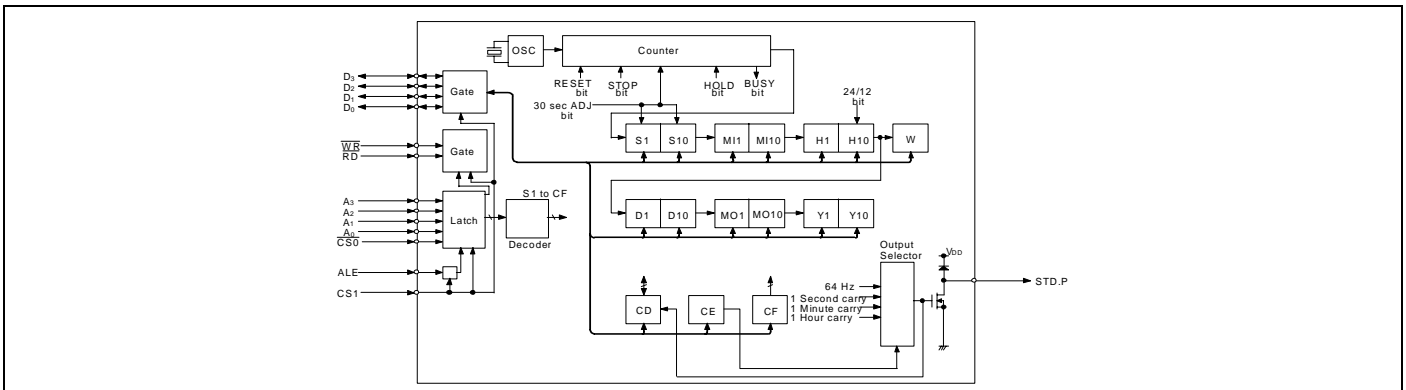 OSC
Counter
RESET
bit
STOP
bit
HOLD
bit
BUSY
bit
30 sec ADJ
bit
24/12
bit
D3
D2
D1
D0
Gate
WR
RD
Gate
S1 S10 MI1 MI10 H1 H10 W
A3
A2
A1
A0
CS0
Latch
S1 to CF
Decoder
D1 D10 MO1 MO10 Y1 Y10
ALE
CS1
Output
Selector
VDD
64 Hz
1 Second carry
1 Minute carry
1 Hour carry
CD CE CF
STD.P